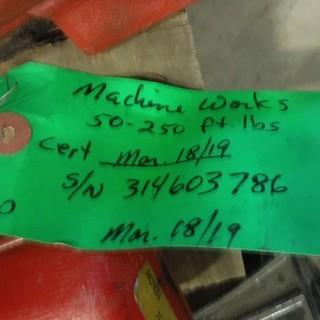 Machine Works
50-250 ft.lbs
Cert Mar. 18/19
S/N 314603786
Mar. 18/19